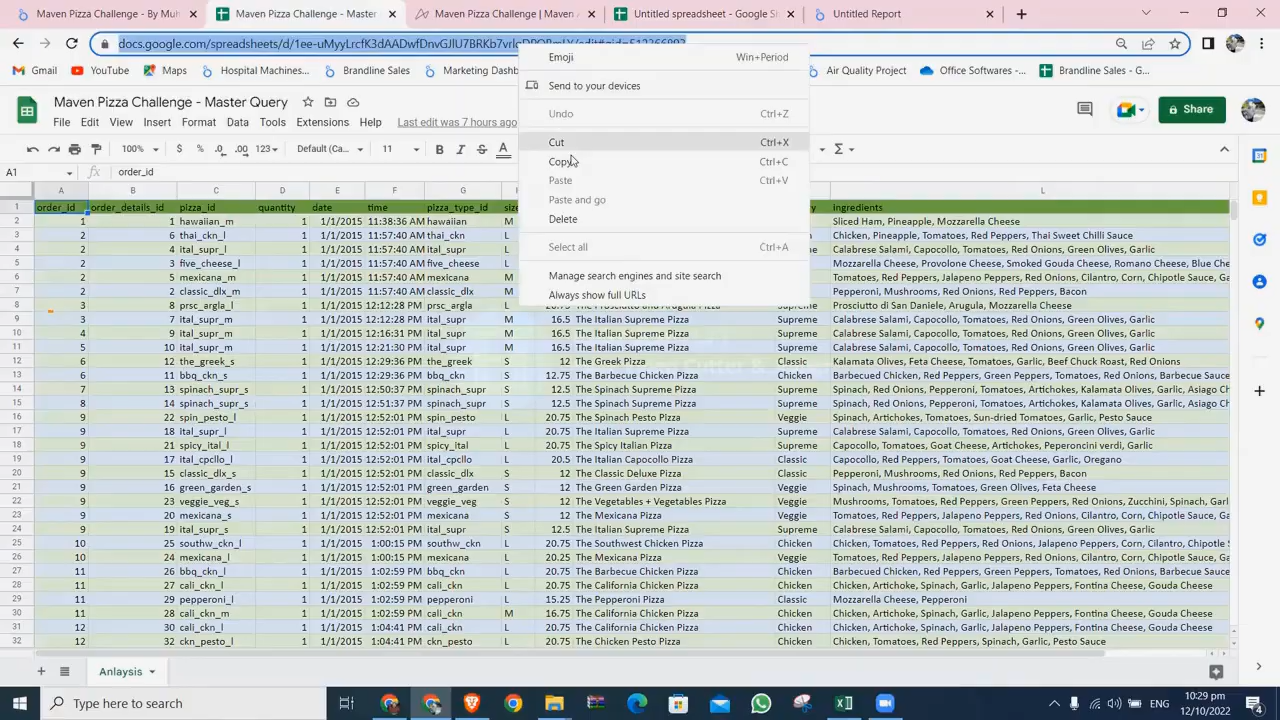 Maven Pizza Challenge - By Mult
Maven Pizza Challenge - Master
Maven Pizza Challenge | Maven A
Untitled spreadsheet - Google Sh
Untitled Report
Gmail
YouTube
Maps
Hospital Machines...
Brandline Sales
Marketing Dashb
Air Quality Project
Office Softwares -...
Brandline Sales - G...
Maven Pizza Challenge - Master Query
File Edit View Insert Format Data Tools Extensions Help Last edit was 7 hours ago
Share
100% $ % .0 .00 123 Default (Ca... 11 B I S A Σ
A1 fx order_id
Emoji Win+Period
Send to your devices
Undo Ctrl+Z
Cut Ctrl+X
Copy Ctrl+C
Paste Ctrl+V
Paste and go
Delete
Select all Ctrl+A
Manage search engines and site search
Always show full URLs
A B C D E F G L
1 order_id order_details_id pizza_id quantity date time pizza_type_id ingredients
2 1 1 hawaiian_m 1 1/1/2015 11:38:36 AM hawaiian M Sliced Ham, Pineapple, Mozzarella Cheese
3 2 6 thai_ckn_l 1 1/1/2015 11:57:40 AM thai_ckn L Chicken, Pineapple, Tomatoes, Red Peppers, Thai Sweet Chilli Sauce
4 2 4 ital_supr_l 1 1/1/2015 11:57:40 AM ital_supr L Calabrese Salami, Capocollo, Tomatoes, Red Onions, Green Olives, Garlic
5 2 3 five_cheese_l 1 1/1/2015 11:57:40 AM five_cheese L Mozzarella Cheese, Provolone Cheese, Smoked Gouda Cheese, Romano Cheese, Blue Che
6 2 5 mexicana_m 1 1/1/2015 11:57:40 AM mexicana M Tomatoes, Red Peppers, Jalapeno Peppers, Red Onions, Cilantro, Corn, Chipotle Sauce, G
7 2 2 classic_dlx_m 1 1/1/2015 11:57:40 AM classic_dlx M Pepperoni, Mushrooms, Red Onions, Red Peppers, Bacon
8 3 8 prsc_argla_l 1 1/1/2015 12:12:28 PM prsc_argla L Prosciutto di San Daniele, Arugula, Mozzarella Cheese
9 3 7 ital_supr_m 1 1/1/2015 12:12:28 PM ital_supr M 16.5 The Italian Supreme Pizza Supreme Calabrese Salami, Capocollo, Tomatoes, Red Onions, Green Olives, Garlic
10 4 9 ital_supr_m 1 1/1/2015 12:16:31 PM ital_supr M 16.5 The Italian Supreme Pizza Supreme Calabrese Salami, Capocollo, Tomatoes, Red Onions, Green Olives, Garlic
11 5 10 ital_supr_m 1 1/1/2015 12:21:30 PM ital_supr M 16.5 The Italian Supreme Pizza Supreme Calabrese Salami, Capocollo, Tomatoes, Red Onions, Green Olives, Garlic
12 6 12 the_greek_s 1 1/1/2015 12:29:36 PM the_greek S 12 The Greek Pizza Classic Kalamata Olives, Feta Cheese, Tomatoes, Garlic, Beef Chuck Roast, Red Onions
13 6 11 bbq_ckn_s 1 1/1/2015 12:29:36 PM bbq_ckn S 12.75 The Barbecue Chicken Pizza Chicken Barbecued Chicken, Red Peppers, Green Peppers, Tomatoes, Red Onions, Barbecue Sauce
14 7 13 spinach_supr_s 1 1/1/2015 12:50:37 PM spinach_supr S 12.5 The Spinach Supreme Pizza Supreme Spinach, Red Onions, Pepperoni, Tomatoes, Artichokes, Kalamata Olives, Garlic, Asiago Ch
15 8 14 spinach_supr_s 1 1/1/2015 12:51:37 PM spinach_supr S 12.5 The Spinach Supreme Pizza Supreme Spinach, Red Onions, Pepperoni, Tomatoes, Artichokes, Kalamata Olives, Garlic, Asiago Ch
16 9 22 spin_pesto_l 1 1/1/2015 12:52:01 PM spin_pesto L 20.75 The Spinach Pesto Pizza Veggie Spinach, Artichokes, Tomatoes, Sun-dried Tomatoes, Garlic, Pesto Sauce
17 9 18 ital_supr_l 1 1/1/2015 12:52:01 PM ital_supr L 20.75 The Italian Supreme Pizza Supreme Calabrese Salami, Capocollo, Tomatoes, Red Onions, Green Olives, Garlic
18 9 21 spicy_ital_l 1 1/1/2015 12:52:01 PM spicy_ital L 20.75 The Spicy Italian Pizza Supreme Capocollo, Tomatoes, Goat Cheese, Artichokes, Peperoncini verdi, Garlic
19 9 17 ital_cpcllo_l 1 1/1/2015 12:52:01 PM ital_cpcllo L 20.5 The Italian Capocollo Pizza Classic Capocollo, Red Peppers, Tomatoes, Goat Cheese, Garlic, Oregano
20 9 15 classic_dlx_s 1 1/1/2015 12:52:01 PM classic_dlx S 12 The Classic Deluxe Pizza Classic Pepperoni, Mushrooms, Red Onions, Red Peppers, Bacon
21 9 16 green_garden_s 1 1/1/2015 12:52:01 PM green_garden S 12 The Green Garden Pizza Veggie Spinach, Mushrooms, Tomatoes, Green Olives, Feta Cheese
22 9 23 veggie_veg_s 1 1/1/2015 12:52:01 PM veggie_veg S 12 The Vegetables + Vegetables Pizza Veggie Mushrooms, Tomatoes, Red Peppers, Green Peppers, Red Onions, Zucchini, Spinach, Garl
23 9 20 mexicana_s 1 1/1/2015 12:52:01 PM mexicana S 12 The Mexicana Pizza Veggie Tomatoes, Red Peppers, Jalapeno Peppers, Red Onions, Cilantro, Corn, Chipotle Sauce, G
24 9 19 ital_supr_s 1 1/1/2015 12:52:01 PM ital_supr S 12.5 The Italian Supreme Pizza Supreme Calabrese Salami, Capocollo, Tomatoes, Red Onions, Green Olives, Garlic
25 10 25 southw_ckn_l 1 1/1/2015 1:00:15 PM southw_ckn L 20.75 The Southwest Chicken Pizza Chicken Chicken, Tomatoes, Red Peppers, Red Onions, Jalapeno Peppers, Corn, Cilantro, Chipotle S
26 10 24 mexicana_l 1 1/1/2015 1:00:15 PM mexicana L 20.25 The Mexicana Pizza Veggie Tomatoes, Red Peppers, Jalapeno Peppers, Red Onions, Cilantro, Corn, Chipotle Sauce, G
27 11 26 bbq_ckn_l 1 1/1/2015 1:02:59 PM bbq_ckn L 20.75 The Barbecue Chicken Pizza Chicken Barbecued Chicken, Red Peppers, Green Peppers, Tomatoes, Red Onions, Barbecue Sauce
28 11 27 cali_ckn_l 1 1/1/2015 1:02:59 PM cali_ckn L 20.75 The California Chicken Pizza Chicken Chicken, Artichoke, Spinach, Garlic, Jalapeno Peppers, Fontina Cheese, Gouda Cheese
29 11 29 pepperoni_l 1 1/1/2015 1:02:59 PM pepperoni L 15.25 The Pepperoni Pizza Classic Mozzarella Cheese, Pepperoni
30 11 28 cali_ckn_m 1 1/1/2015 1:02:59 PM cali_ckn M 16.75 The California Chicken Pizza Chicken Chicken, Artichoke, Spinach, Garlic, Jalapeno Peppers, Fontina Cheese, Gouda Cheese
31 12 30 cali_ckn_l 1 1/1/2015 1:04:41 PM cali_ckn L 20.75 The California Chicken Pizza Chicken Chicken, Artichoke, Spinach, Garlic, Jalapeno Peppers, Fontina Cheese, Gouda Cheese
32 12 32 ckn_pesto_l 1 1/1/2015 1:04:41 PM ckn_pesto L 20.75 The Chicken Pesto Pizza Chicken Chicken, Tomatoes, Red Peppers, Spinach, Garlic, Pesto Sauce
Anlaysis
Type here to search
ENG
10:29 pm
12/10/2022